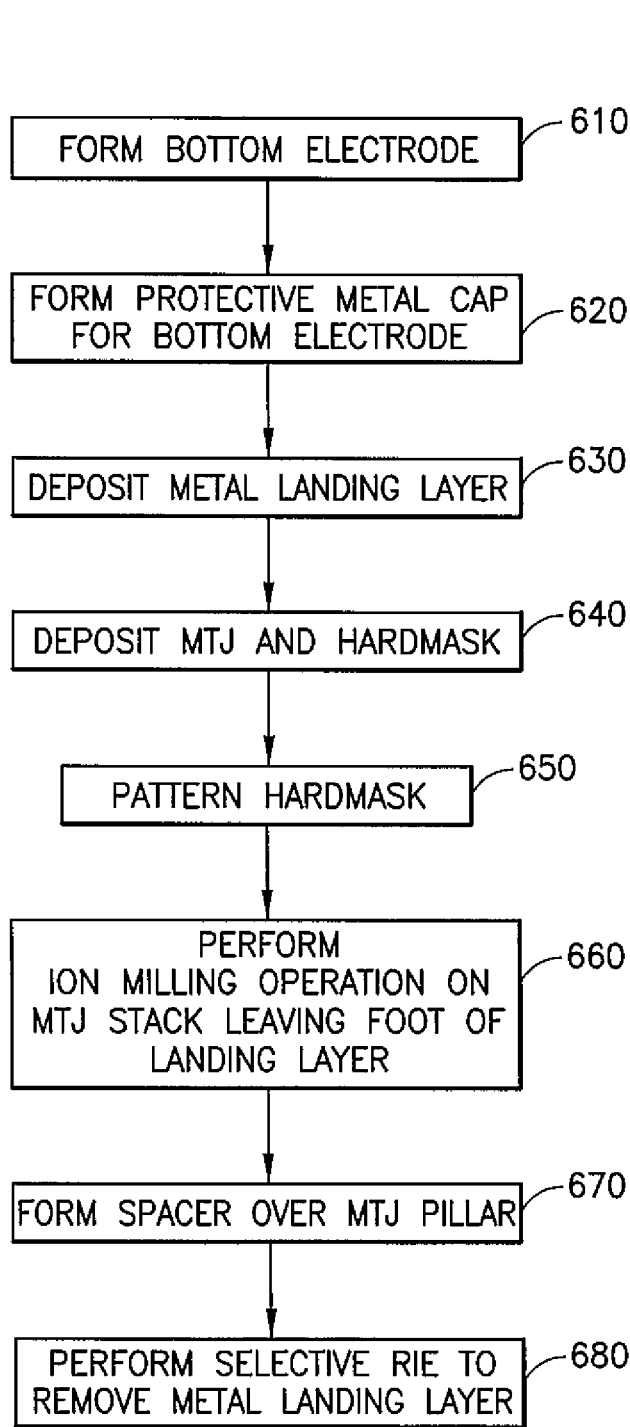 FORM BOTTOM ELECTRODE
610
FORM PROTECTIVE METAL CAP
FOR BOTTOM ELECTRODE
620
DEPOSIT METAL LANDING LAYER
630
DEPOSIT MTJ AND HARDMASK
640
PATTERN HARDMASK
650
PERFORM
ION MILLING OPERATION ON
MTJ STACK LEAVING FOOT OF
LANDING LAYER
660
FORM SPACER OVER MTJ PILLAR
670
PERFORM SELECTIVE RIE TO
REMOVE METAL LANDING LAYER
680